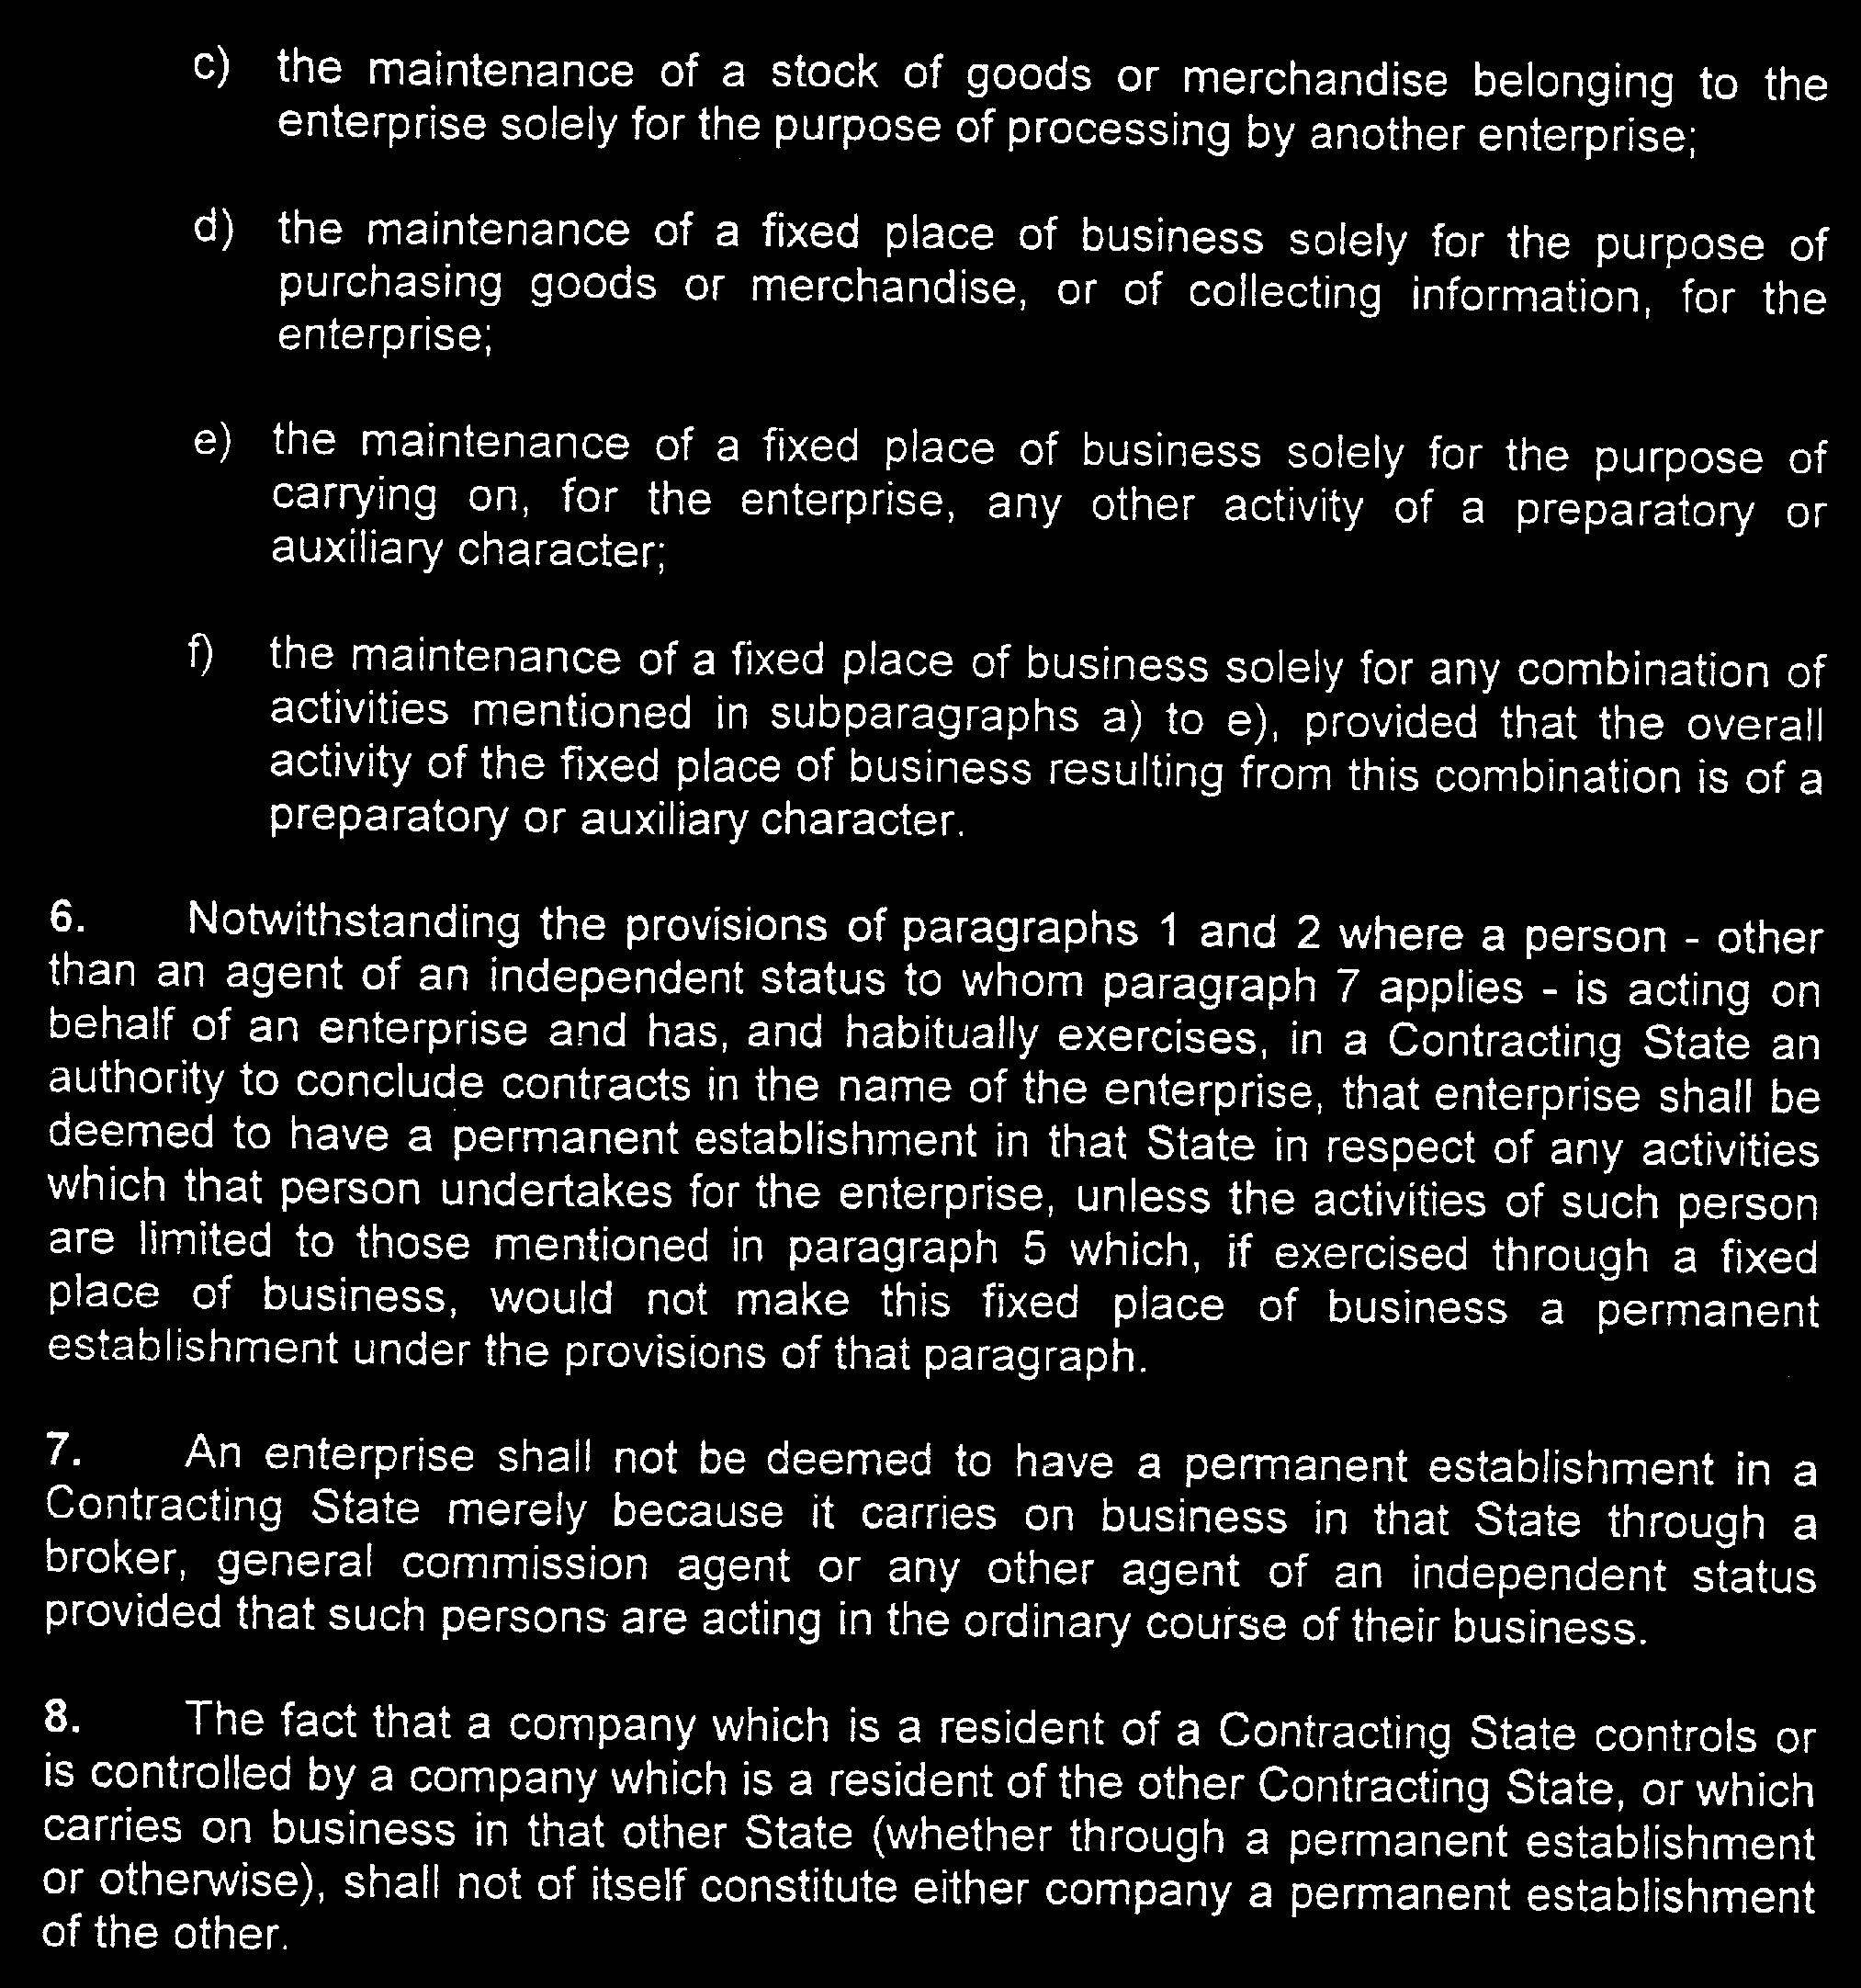 c) the maintenance of a stock of goods or merchandise belonging to the
enterprise solely for the purpose of processing by another enterprise;
d) the maintenance of a fixed place of business solely for the purpose of
purchasing goods or merchandise, or of collecting information, for the
enterprise;
e) the maintenance of a fixed place of business solely for the purpose of
carrying on, for the enterprise, any other activity of a preparatory or
auxiliary character;
f) the maintenance of a fixed place of business solely for any combination of
activities mentioned in subparagraphs a) to e), provided that the overall
activity of the fixed place of business resulting from this combination is of a
preparatory or auxiliary character.
6. Notwithstanding the provisions of paragraphs 1 and 2 where a person - other
than an agent of an independent status to whom paragraph 7 applies - is acting on
behalf of an enterprise and has, and habitually exercises, in a Contracting State an
authority to conclude contracts in the name of the enterprise, that enterprise shall be
deemed to have a permanent establishment in that State in respect of any activities
which that person undertakes for the enterprise, unless the activities of such person
are limited to those mentioned in paragraph 5 which, if exercised through a fixed
place of business, would not make this fixed place of business a permanent
establishment under the provisions of that paragraph.
7. An enterprise shall not be deemed to have a permanent establishment in a
Contracting State merely because it carries on business in that State through a
broker, general commission agent or any other agent of an independent status
provided that such persons are acting in the ordinary course of their business.
8. The fact that a company which is a resident of a Contracting State controls or
is controlled by a company which is a resident of the other Contracting State, or which
carries on business in that other State (whether through a permanent establishment
or otherwise), shall not of itself constitute either company a permanent establishment
of the other.